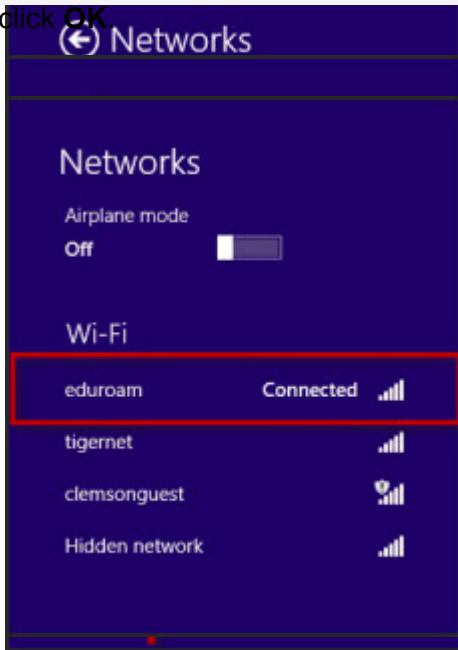 click OK.
Networks
Networks
Airplane mode
Off
Wi-Fi
eduroam Connected
tigernet
clemsonguest
Hidden network